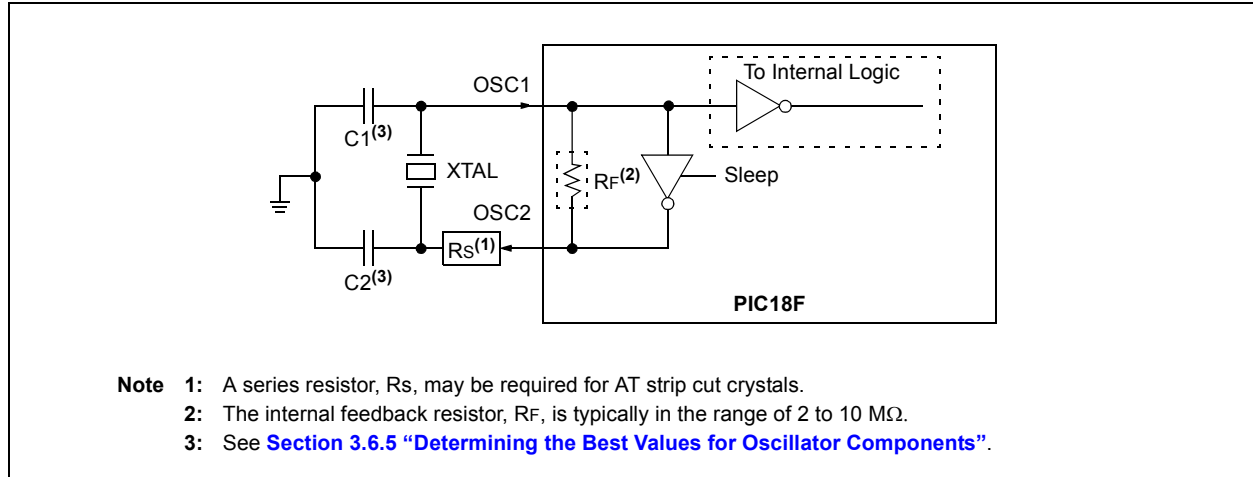 To Internal Logic
OSC1
C1(3)
XTAL
RF(2)
Sleep
OSC2
RS(1)
C2(3)
PIC18F
Note 1: A series resistor, Rs, may be required for AT strip cut crystals.
2: The internal feedback resistor, RF, is typically in the range of 2 to 10 MΩ.
3: See Section 3.6.5 “Determining the Best Values for Oscillator Components”.